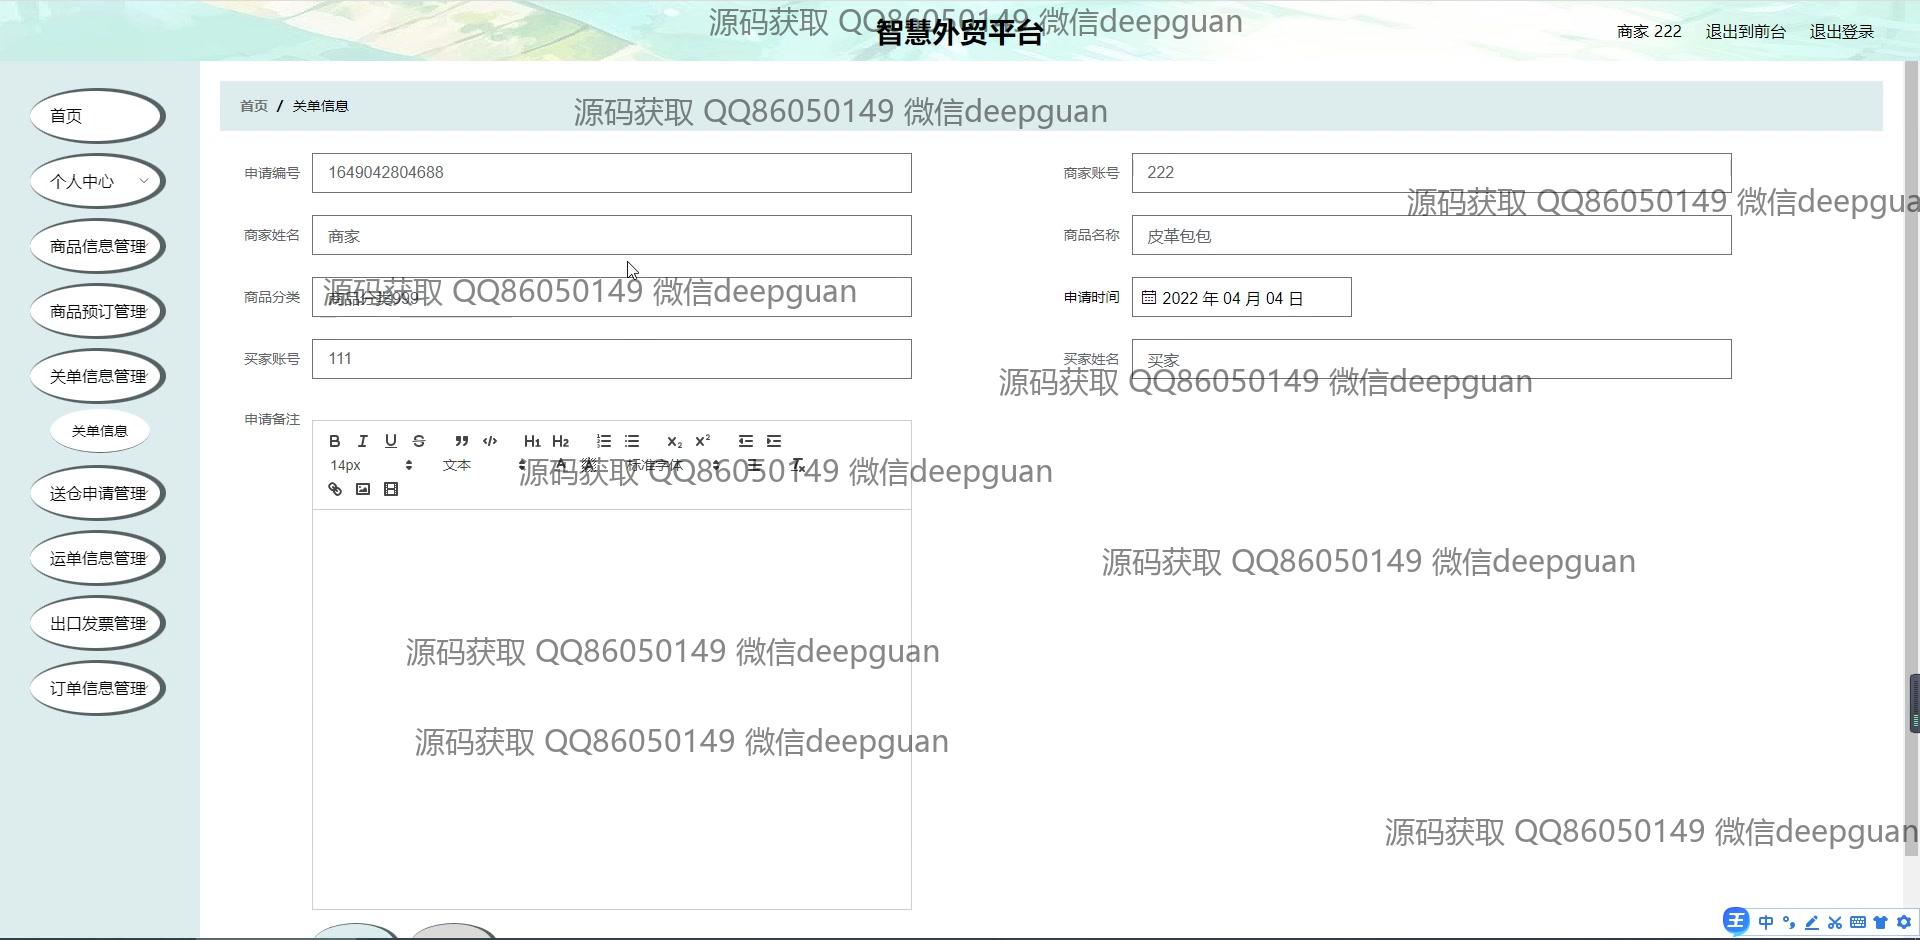 源码获取 QQ86050149 微信deepguan
智慧外贸平台
商家 222 退出到前台 退出登录
首页 / 关单信息
源码获取 QQ86050149 微信deepguan
首页
个人中心
商品信息管理
商品预订管理
关单信息管理
关单信息
送仓申请管理
运单信息管理
出口发票管理
订单信息管理
申请编号 1649042804688
商家账号 222
源码获取 QQ86050149 微信deepgua
商家姓名 商家
商品名称 皮革包包
商品分类 商品分类999
源码获取 QQ86050149 微信deepguan
申请时间 2022 年 04 月 04 日
买家账号 111
买家姓名 买家
源码获取 QQ86050149 微信deepguan
申请备注
B I U S H1 H2 x₂ x²
14px 文本 标准字体
源码获取 QQ86050149 微信deepguan
源码获取 QQ86050149 微信deepguan
源码获取 QQ86050149 微信deepguan
源码获取 QQ86050149 微信deepguan
源码获取 QQ86050149 微信deepguan
王 中